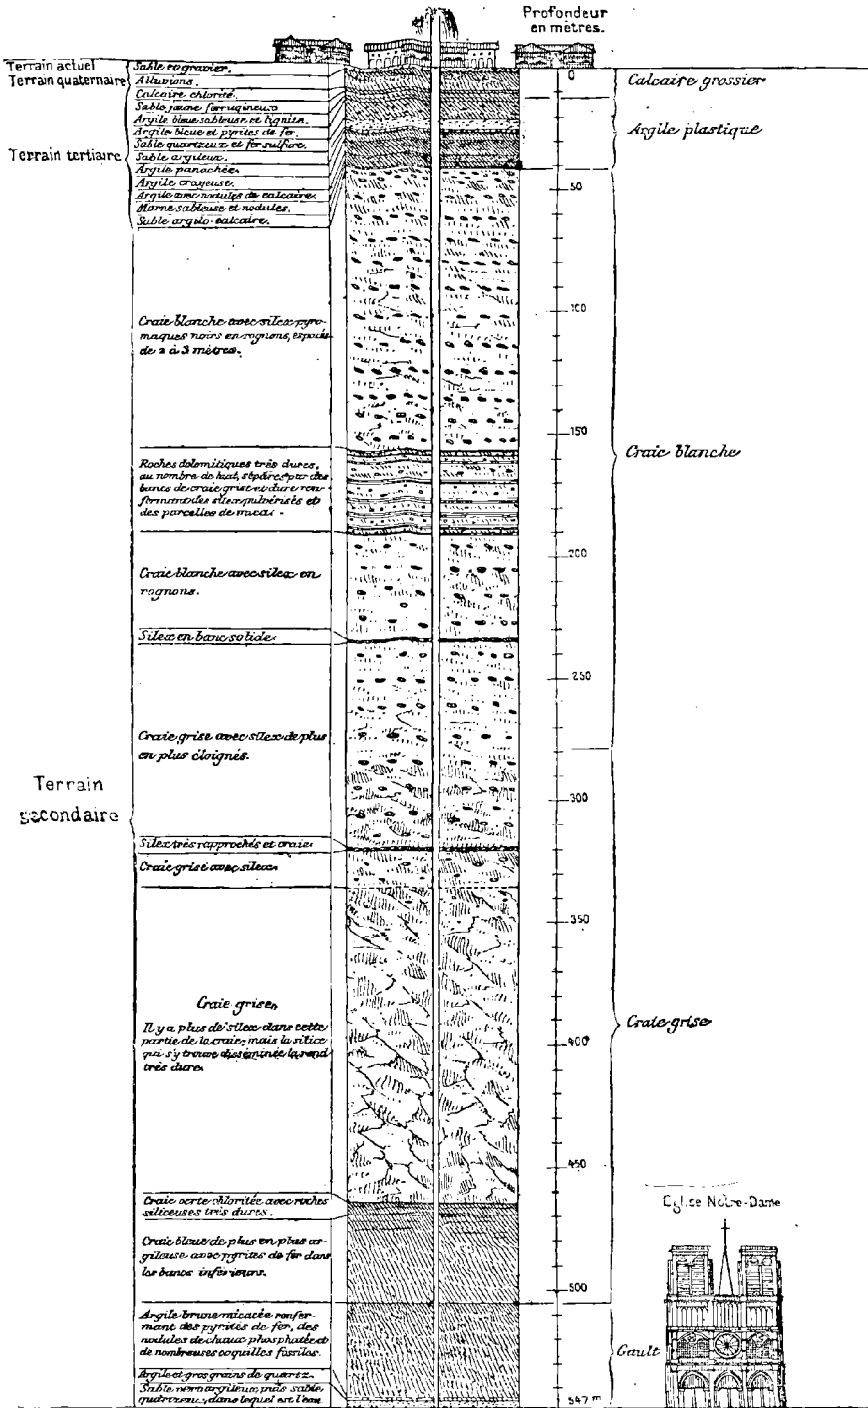 Profondeur
en mètres.
Terrain actuel
Terrain quaternaire
Terrain tertiaire
Terrain
secondaire
Sable et gravier.
Alluvions.
Calcaire chlorité.
Sable jaune ferrugineux
Argile bleue sableuse et lignite.
Argile bleue et pyrites de fer.
Sable quartzeux et fer sulfuré.
Sable argileux.
Argile panachée.
Argile crayeuse.
Argile avec nodules de calcaire.
Marne sableuse et nodules.
Sable argilo-calcaire.
Craie blanche avec silex pyro-
maques noirs en rognons, espacés
de 2 à 3 mètres.
Roches dolomitiques très dures,
au nombre de huit, séparées par des
bancs de craie grise et dure ren-
fermant des silex pulvérisés et
des parcelles de mica.
Craie blanche avec silex en
rognons.
Silex en banc solide.
Craie grise avec silex de plus
en plus éloignés.
Silex très rapprochés et craie
Craie grise avec silex.
Craie grise.
Il y a plus de silex dans cette
partie de la craie, mais la silice
qui s'y trouve disséminée la rend
très dure.
Craie verte chloritée avec roches
siliceuses très dures.
Craie bleue de plus en plus ar-
gileuse avec pyrites de fer dans
les bancs inférieurs.
Argile brune micacée renfer-
mant des pyrites de fer, des
nodules de chaux phosphatée et
de nombreuses coquilles fossiles.
Argile et gros grains de quartz.
Sable argileux, puis sable
quartzeux, dans lequel est l'eau.
0
50
100
150
200
250
300
350
400
450
500
547 m
Calcaire grossier
Argile plastique
Craie blanche
Craie grise
Gault
Eglise Notre-Dame